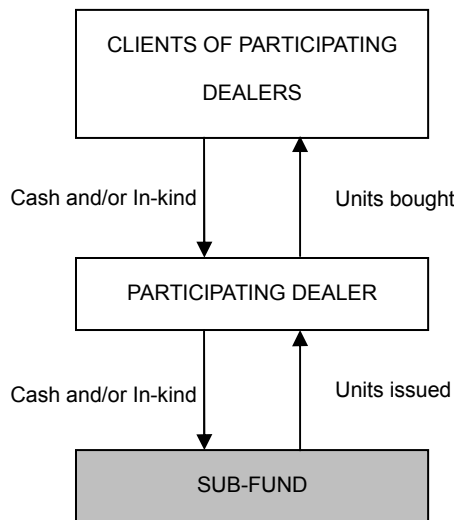 CLIENTS OF PARTICIPATING
DEALERS
Cash and/or In-kind
Units bought
PARTICIPATING DEALER
Cash and/or In-kind
Units issued
SUB-FUND